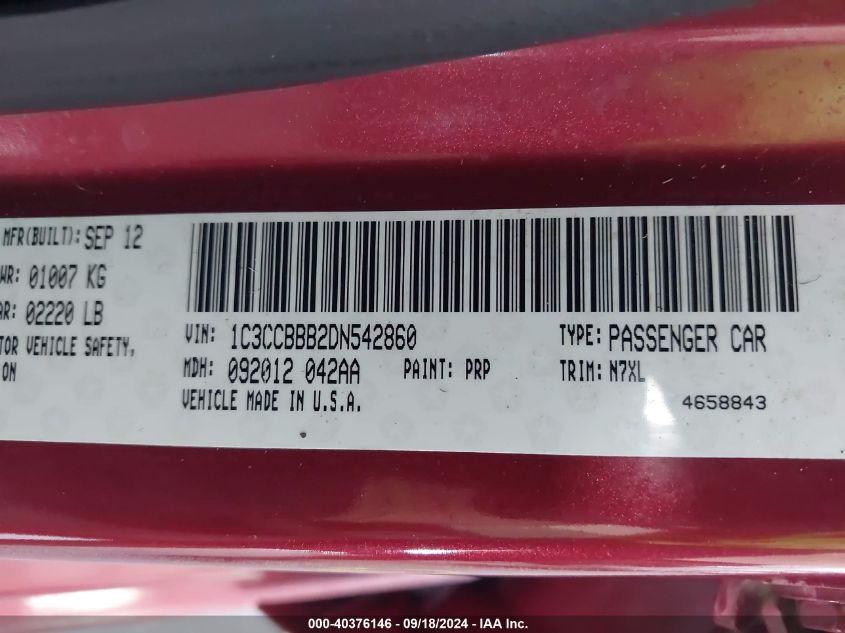 MFR(BUILT): SEP 12
WR: 01007 KG
AR: 02220 LB
TOR VEHICLE SAFETY,
ON
VIN: 1C3CCBBB2DN542860
TYPE: PASSENGER CAR
MDH: 092012 042AA
PAINT: PRP
TRIM: N7XL
VEHICLE MADE IN U.S.A.
4658843
000-40376146 - 09/18/2024 - IAA Inc.